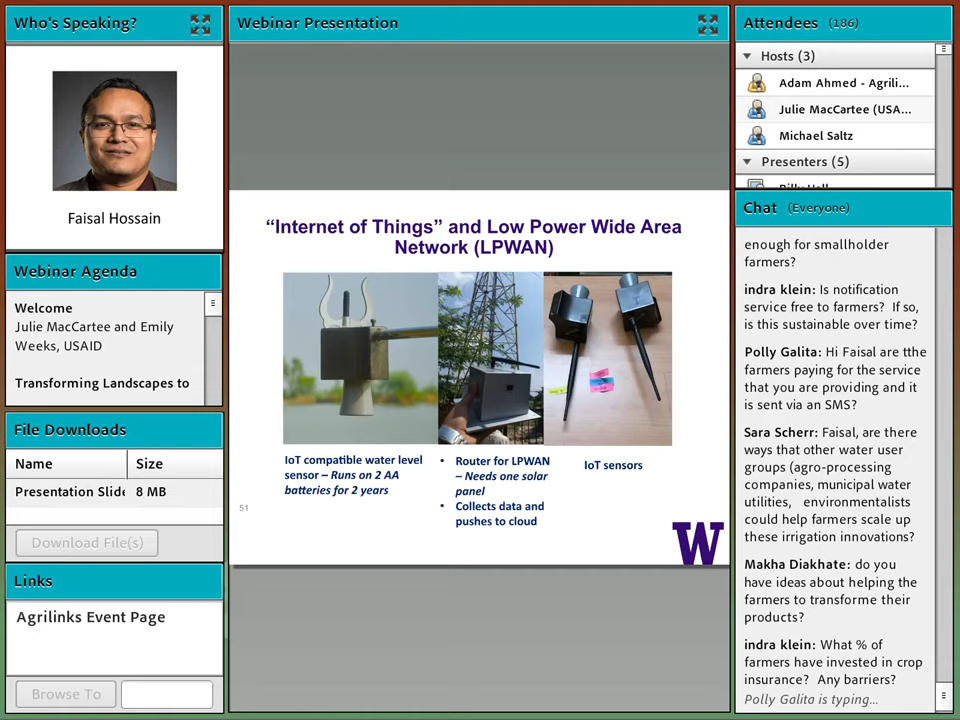 Who's Speaking?
Faisal Hossain
Webinar Agenda
Welcome
Julie MacCartee and Emily
Weeks, USAID
Transforming Landscapes to
File Downloads
Name
Size
Presentation Slide
8 MB
Download File(s)
Links
Agrilinks Event Page
Browse To
Webinar Presentation
“Internet of Things” and Low Power Wide Area
Network (LPWAN)
IoT compatible water level
sensor – Runs on 2 AA
batteries for 2 years
• Router for LPWAN
– Needs one solar
panel
• Collects data and
pushes to cloud
IoT sensors
51
W
Attendees (186)
Hosts (3)
Adam Ahmed - Agrili...
Julie MacCartee (USA...
Michael Saltz
Presenters (5)
Chat (Everyone)
enough for smallholder
farmers?
indra klein: Is notification
service free to farmers? If so,
is this sustainable over time?
Polly Galita: Hi Faisal are tthe
farmers paying for the service
that you are providing and it
is sent via an SMS?
Sara Scherr: Faisal, are there
ways that other water user
groups (agro-processing
companies, municipal water
utilities, environmentalists
could help farmers scale up
these irrigation innovations?
Makha Diakhate: do you
have ideas about helping the
farmers to transforme their
products?
indra klein: What % of
farmers have invested in crop
insurance? Any barriers?
Polly Galita is typing...